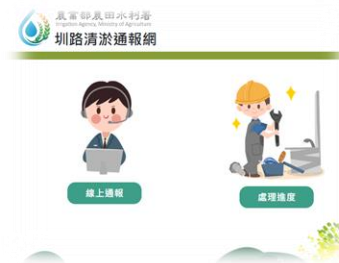 農業部農田水利署
Irrigation Agency, Ministry of Agriculture
圳路清淤通報網
線上通報
處理進度